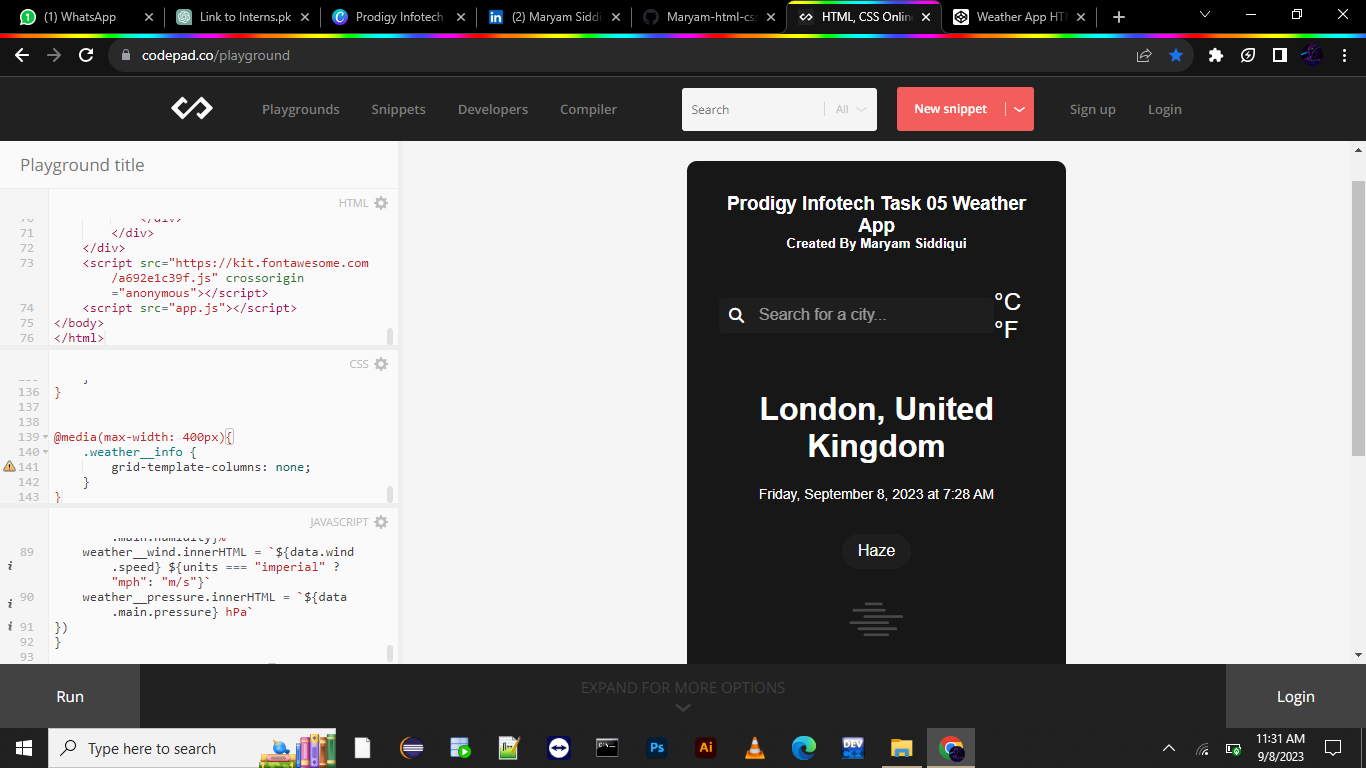 (1) WhatsApp
Link to Interns.pk
Prodigy Infotech
(2) Maryam Siddi
Maryam-html-css
HTML, CSS Onlin
Weather App HT
codepad.co/playground
Playgrounds
Snippets
Developers
Compiler
Search
All
New snippet
Sign up
Login
Playground title
HTML
70 </div>
71 </div>
72 </div>
73 <script src="https://kit.fontawesome.com
/a692e1c39f.js" crossorigin
="anonymous"></script>
74 <script src="app.js"></script>
75 </body>
76 </html>
CSS
136 }
137
138
139 @media(max-width: 400px){
140 .weather__info {
141 grid-template-columns: none;
142 }
143 }
JAVASCRIPT
.main.humidity}%`
89 weather__wind.innerHTML = `${data.wind
.speed} ${units === "imperial" ?
"mph": "m/s"}`
90 weather__pressure.innerHTML = `${data
.main.pressure} hPa`
91 })
92 }
93
Prodigy Infotech Task 05 Weather
App
Created By Maryam Siddiqui
Search for a city...
°C
°F
London, United
Kingdom
Friday, September 8, 2023 at 7:28 AM
Haze
Run
EXPAND FOR MORE OPTIONS
Login
Type here to search
Ps
Ai
DEV
11:31 AM
9/8/2023